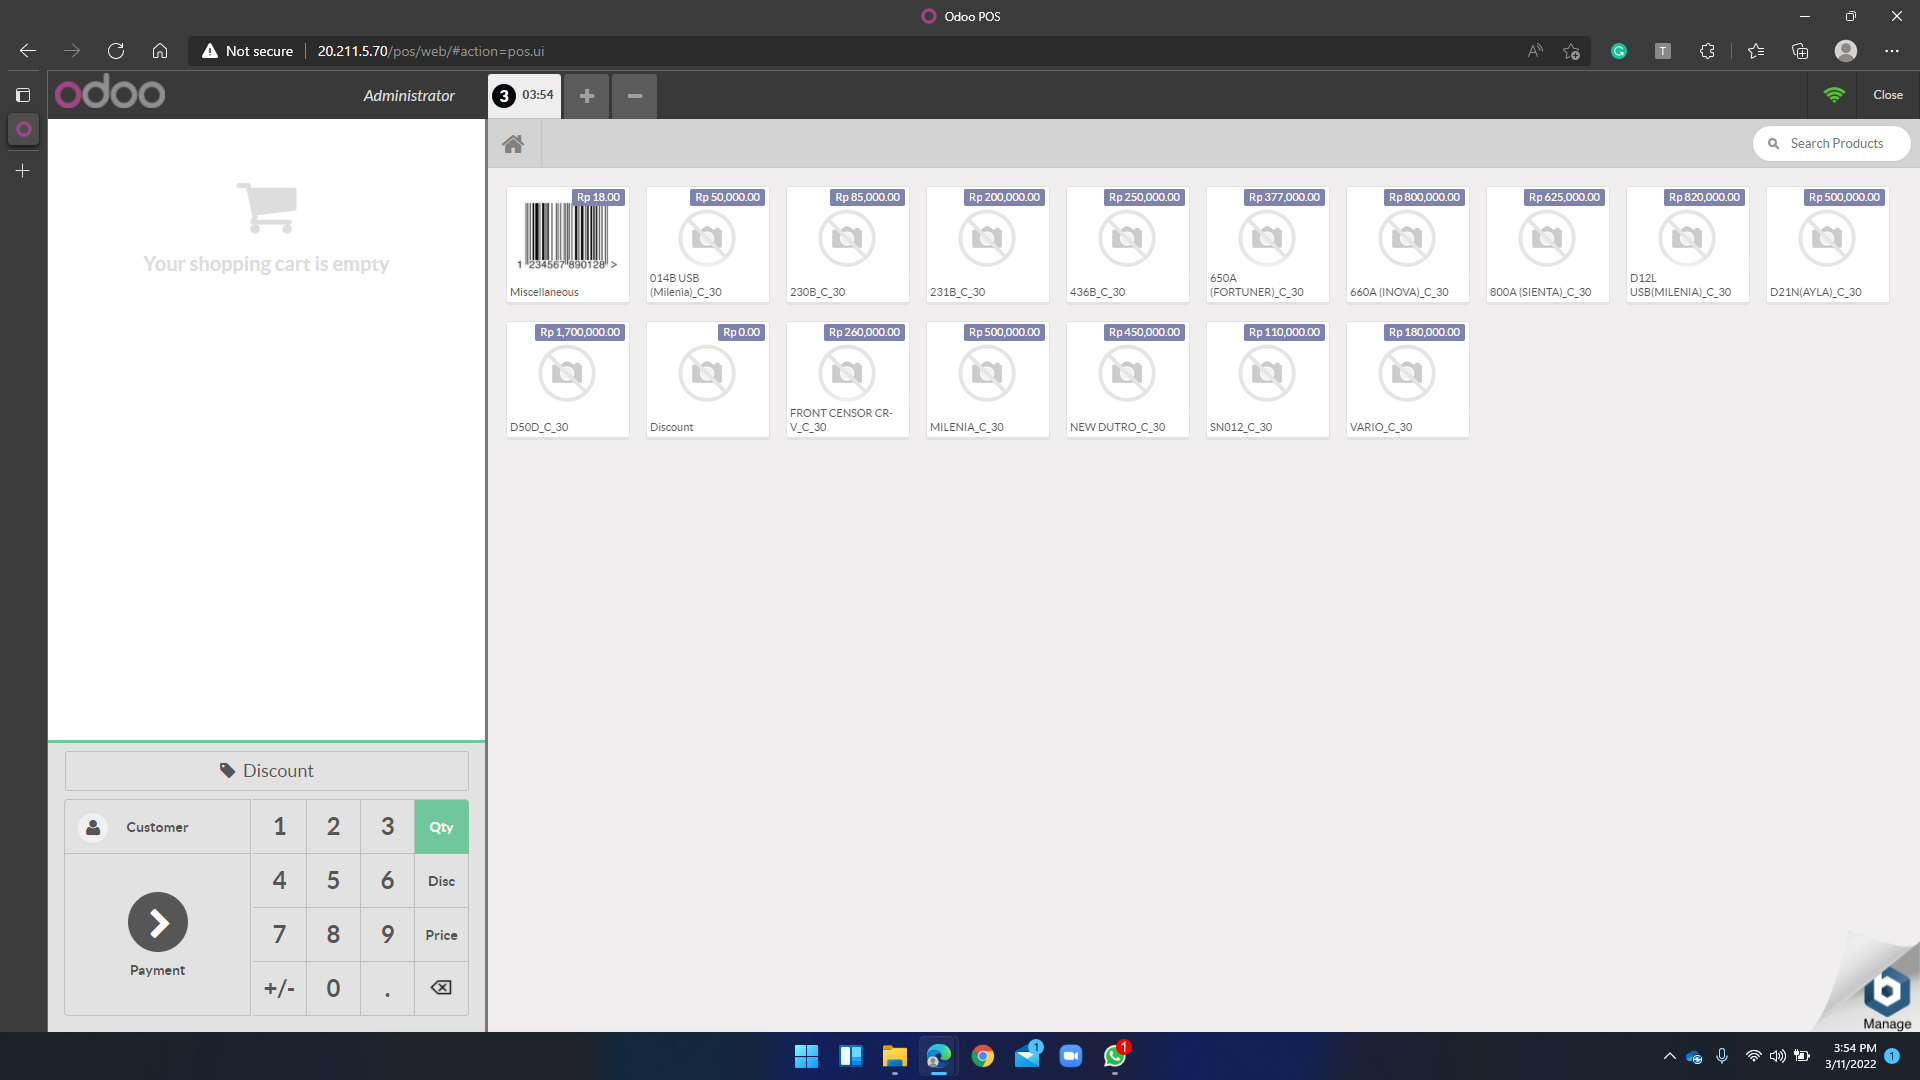 Odoo POS
Not secure
20.211.5.70/pos/web/#action=pos.ui
T
odoo
Administrator
3 03:54
Close
Search Products
Your shopping cart is empty
Rp 18.00
1 234567 890128 >
Miscellaneous
Rp 50,000.00
014B USB
(Milenia)_C_30
Rp 85,000.00
230B_C_30
Rp 200,000.00
231B_C_30
Rp 250,000.00
436B_C_30
Rp 377,000.00
650A
(FORTUNER)_C_30
Rp 800,000.00
660A (INOVA)_C_30
Rp 625,000.00
800A (SIENTA)_C_30
Rp 820,000.00
D12L
USB(MILENIA)_C_30
Rp 500,000.00
D21N(AYLA)_C_30
Rp 1,700,000.00
D50D_C_30
Rp 0.00
Discount
Rp 260,000.00
FRONT CENSOR CR-
V_C_30
Rp 500,000.00
MILENIA_C_30
Rp 450,000.00
NEW DUTRO_C_30
Rp 110,000.00
SN012_C_30
Rp 180,000.00
VARIO_C_30
Discount
Customer
1 2 3 Qty
4 5 6 Disc
7 8 9 Price
+/- 0 .
Payment
Manage
1
1
3:54 PM
3/11/2022
1